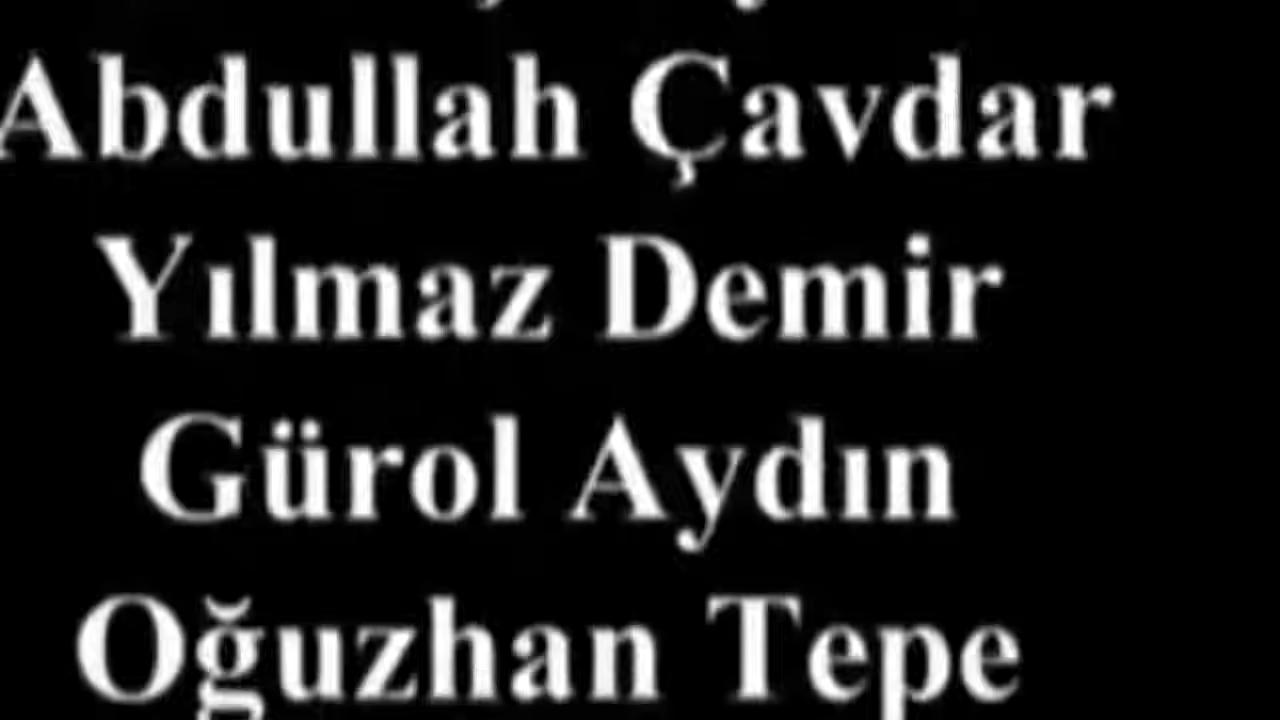 Abdullah Çavdar
Yılmaz Demir
Gürol Aydın
Oğuzhan Tepe